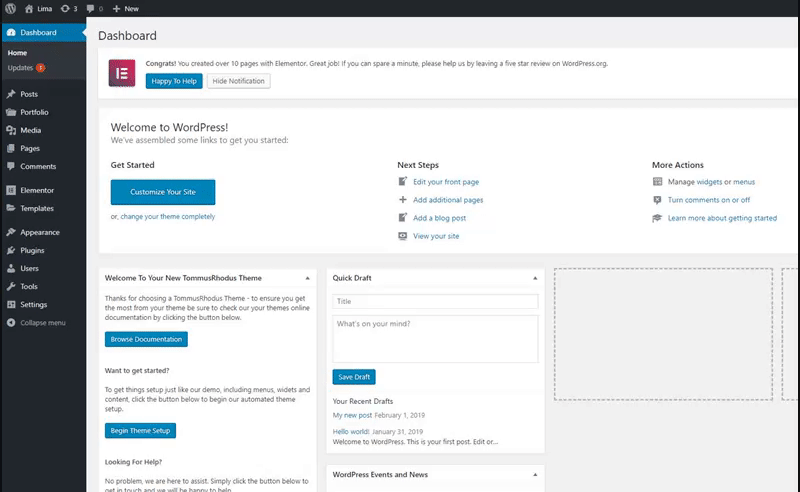 Lima 3 0 New
Dashboard
Home
Updates
Posts
Portfolio
Media
Pages
Comments
Elementor
Templates
Appearance
Plugins
Users
Tools
Settings
Collapse menu
Dashboard
Congrats! You created over 10 pages with Elementor. Great job! If you can spare a minute, please help us by leaving a five star review on WordPress.org.
Happy To Help Hide Notification
Welcome to WordPress!
We've assembled some links to get you started:
Get Started
Customize Your Site
or, change your theme completely
Next Steps
Edit your front page
Add additional pages
Add a blog post
View your site
More Actions
Manage widgets or menus
Turn comments on or off
Learn more about getting started
Welcome To Your New TommusRhodus Theme
Thanks for choosing a TommusRhodus Theme - to ensure you get
the most from your theme be sure to check our your themes online
documentation by clicking the button below.
Browse Documentation
Want to get started?
To get things setup just like our demo, including menus, widets and
content, click the button below to begin our automated theme
setup.
Begin Theme Setup
Looking For Help?
No problem, we are here to assist. Simply click the button below to
get in touch and we will be happy to help.
Quick Draft
Title
What's on your mind?
Save Draft
Your Recent Drafts
My new post February 1, 2019
Hello world! January 31, 2019
Welcome to WordPress. This is your first post. Edit or…
WordPress Events and News